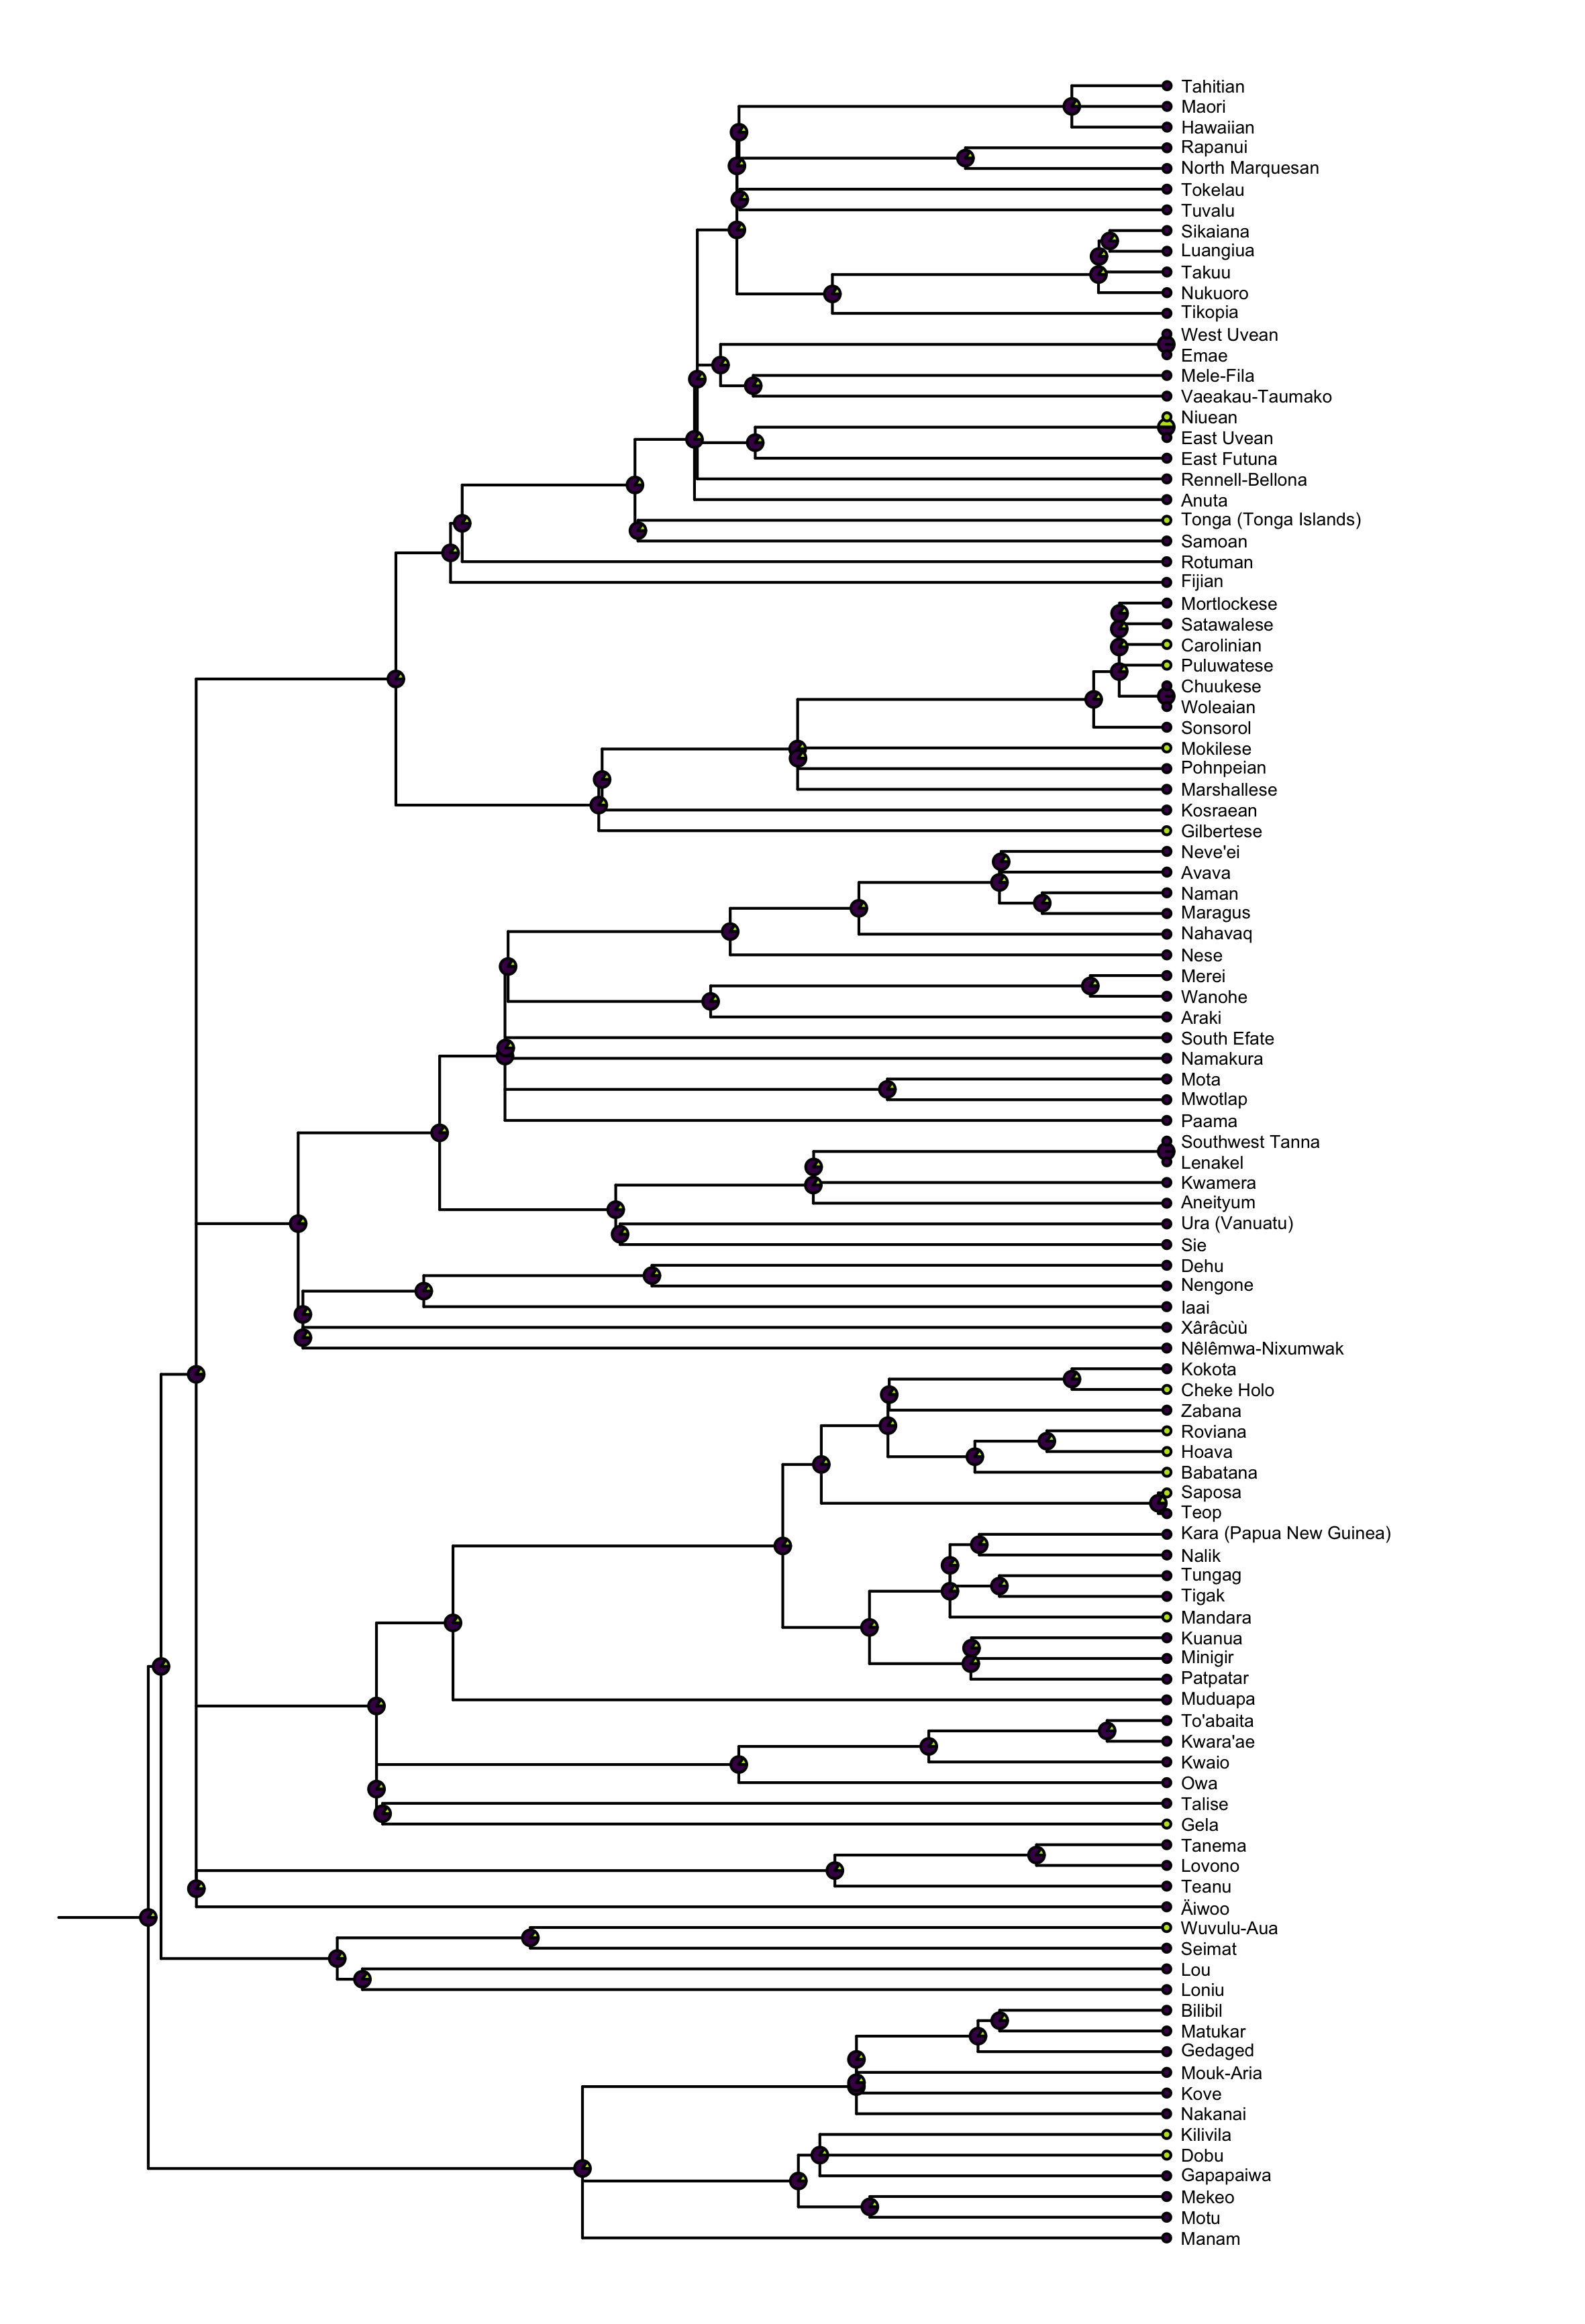 Tahitian
Maori
Hawaiian
Rapanui
North Marquesan
Tokelau
Tuvalu
Sikaiana
Luangiua
Takuu
Nukuoro
Tikopia
West Uvean
Emae
Mele-Fila
Vaeakau-Taumako
Niuean
East Uvean
East Futuna
Rennell-Bellona
Anuta
Tonga (Tonga Islands)
Samoan
Rotuman
Fijian
Mortlockese
Satawalese
Carolinian
Puluwatese
Chuukese
Woleaian
Sonsorol
Mokilese
Pohnpeian
Marshallese
Kosraean
Gilbertese
Neve'ei
Avava
Naman
Maragus
Nahavaq
Nese
Merei
Wanohe
Araki
South Efate
Namakura
Mota
Mwotlap
Paama
Southwest Tanna
Lenakel
Kwamera
Aneityum
Ura (Vanuatu)
Sie
Dehu
Nengone
Iaai
Xârâcùù
Nêlêmwa-Nixumwak
Kokota
Cheke Holo
Zabana
Roviana
Hoava
Babatana
Saposa
Teop
Kara (Papua New Guinea)
Nalik
Tungag
Tigak
Mandara
Kuanua
Minigir
Patpatar
Muduapa
To'abaita
Kwara'ae
Kwaio
Owa
Talise
Gela
Tanema
Lovono
Teanu
Äiwoo
Wuvulu-Aua
Seimat
Lou
Loniu
Bilibil
Matukar
Gedaged
Mouk-Aria
Kove
Nakanai
Kilivila
Dobu
Gapapaiwa
Mekeo
Motu
Manam